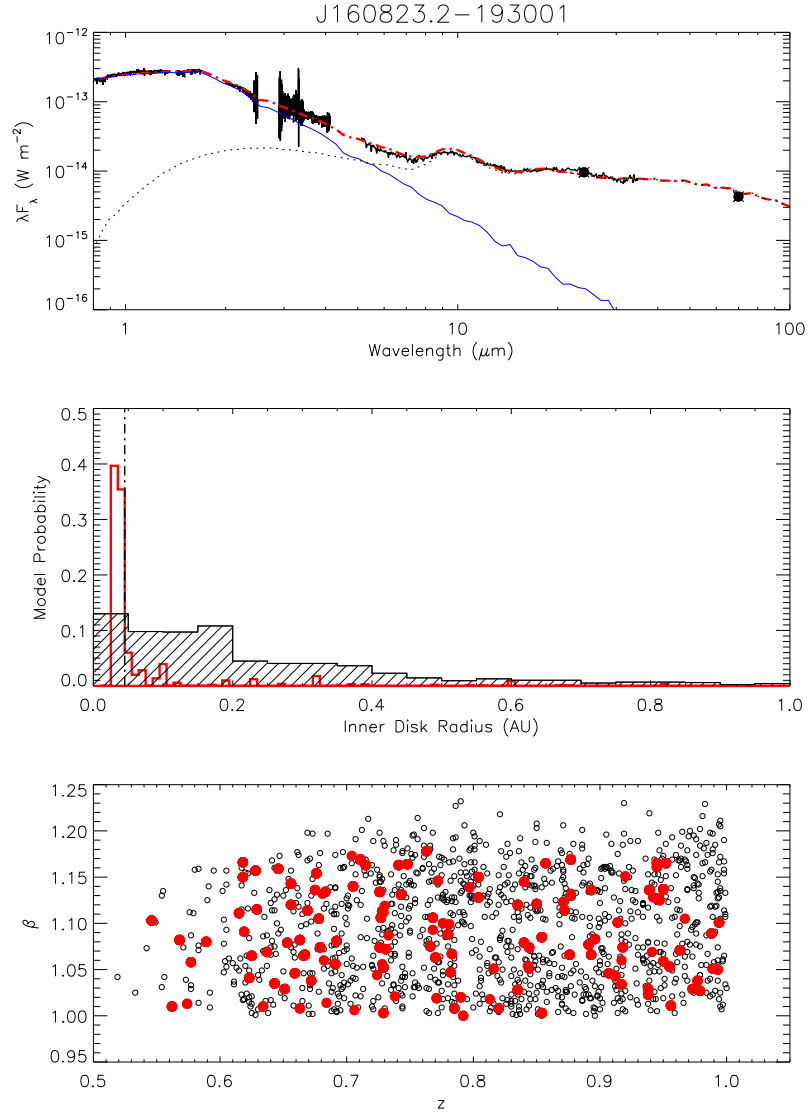 J160823.2−193001
10⁻¹²
10⁻¹³
10⁻¹⁴
10⁻¹⁵
10⁻¹⁶
λFλ (W m⁻²)
1 10 100
Wavelength (μm)
0.5
0.4
0.3
0.2
0.1
0.0
Model Probability
0.0 0.2 0.4 0.6 0.8 1.0
Inner Disk Radius (AU)
1.25
1.20
1.15
1.10
1.05
1.00
0.95
β
0.5 0.6 0.7 0.8 0.9 1.0
z